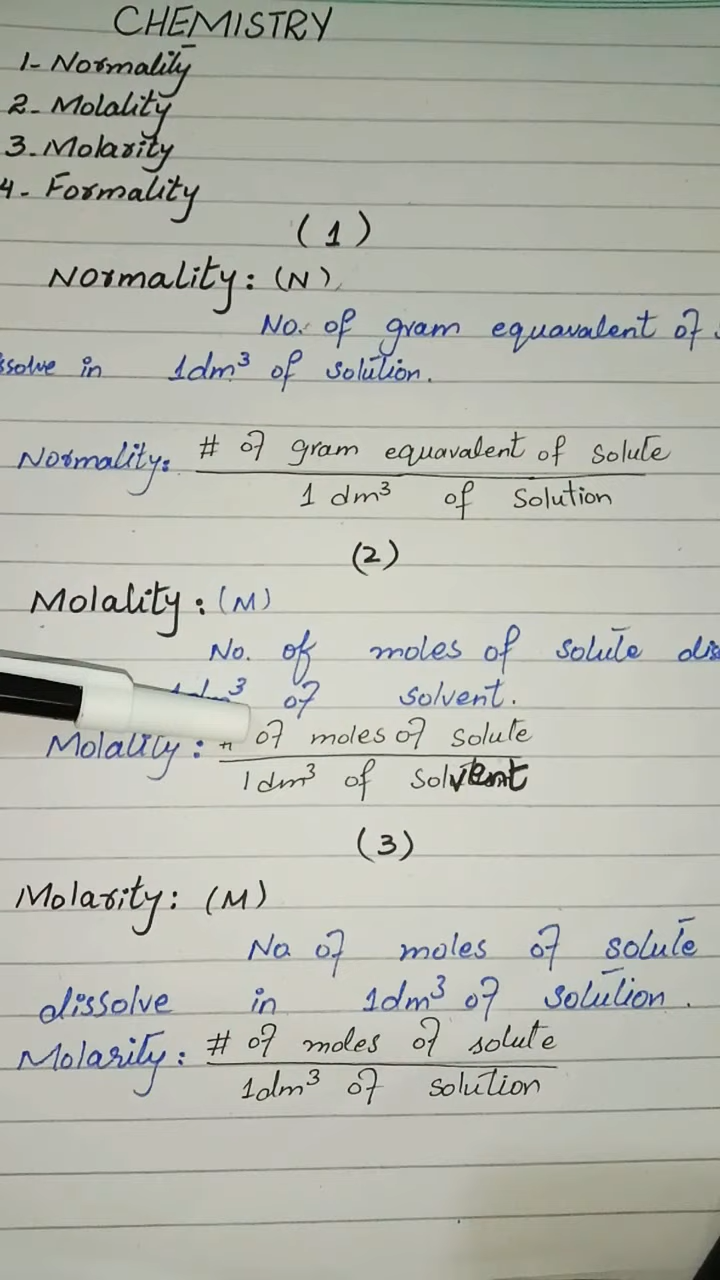 CHEMISTRY
1- Normality
2- Molality
3. Molarity
4- Formality
(1)
Normality: (N)
No. of gram equavalent of
ssolve in 1dm³ of solution.
Normality: # of gram equavalent of solute
1 dm³ of Solution
(2)
Molality: (M)
No. of moles of solute dis
1dm³ of solvent.
Molality: # of moles of solute
1dm³ of solvent
(3)
Molarity: (M)
No. of moles of solute
dissolve in 1dm³ of solution.
Molarity: # of moles of solute
1dm³ of solution